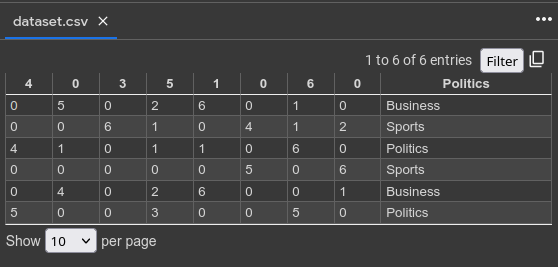 dataset.csv ✕ •••
1 to 6 of 6 entries Filter
4 0 3 5 1 0 6 0 Politics
0 5 0 2 6 0 1 0 Business
0 0 6 1 0 4 1 2 Sports
4 1 0 1 1 0 6 0 Politics
0 0 0 0 0 5 0 6 Sports
0 4 0 2 6 0 0 1 Business
5 0 0 3 0 0 5 0 Politics
Show 10 per page